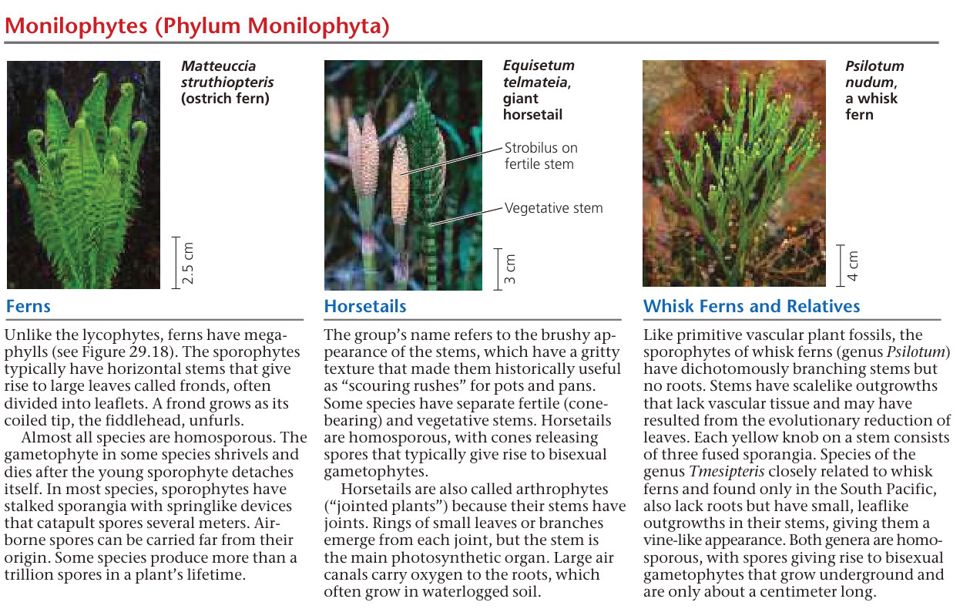 Monilophytes (Phylum Monilophyta)
Matteuccia
struthiopteris
(ostrich fern)
2.5 cm
Equisetum
telmateia,
giant
horsetail
Strobilus on
fertile stem
Vegetative stem
3 cm
Psilotum
nudum,
a whisk
fern
4 cm
Ferns
Unlike the lycophytes, ferns have mega-
phylls (see Figure 29.18). The sporophytes
typically have horizontal stems that give
rise to large leaves called fronds, often
divided into leaflets. A frond grows as its
coiled tip, the fiddlehead, unfurls.
Almost all species are homosporous. The
gametophyte in some species shrivels and
dies after the young sporophyte detaches
itself. In most species, sporophytes have
stalked sporangia with springlike devices
that catapult spores several meters. Air-
borne spores can be carried far from their
origin. Some species produce more than a
trillion spores in a plant's lifetime.
Horsetails
The group's name refers to the brushy ap-
pearance of the stems, which have a gritty
texture that made them historically useful
as "scouring rushes" for pots and pans.
Some species have separate fertile (cone-
bearing) and vegetative stems. Horsetails
are homosporous, with cones releasing
spores that typically give rise to bisexual
gametophytes.
Horsetails are also called arthrophytes
("jointed plants") because their stems have
joints. Rings of small leaves or branches
emerge from each joint, but the stem is
the main photosynthetic organ. Large air
canals carry oxygen to the roots, which
often grow in waterlogged soil.
Whisk Ferns and Relatives
Like primitive vascular plant fossils, the
sporophytes of whisk ferns (genus Psilotum)
have dichotomously branching stems but
no roots. Stems have scalelike outgrowths
that lack vascular tissue and may have
resulted from the evolutionary reduction of
leaves. Each yellow knob on a stem consists
of three fused sporangia. Species of the
genus Tmesipteris closely related to whisk
ferns and found only in the South Pacific,
also lack roots but have small, leaflike
outgrowths in their stems, giving them a
vine-like appearance. Both genera are homo-
sporous, with spores giving rise to bisexual
gametophytes that grow underground and
are only about a centimeter long.